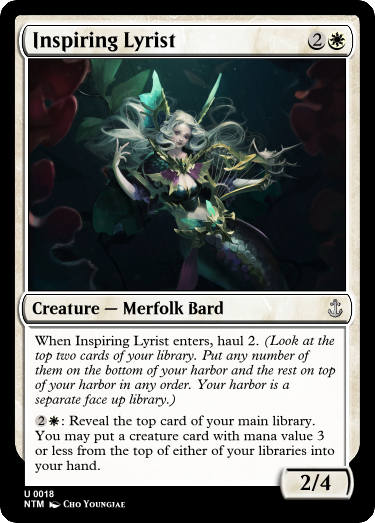 Inspiring Lyrist
2
Creature — Merfolk Bard
When Inspiring Lyrist enters, haul 2. (Look at the
top two cards of your library. Put any number of
them on the bottom of your harbor and the rest on top
of your harbor in any order. Your harbor is a
separate face up library.)
2: Reveal the top card of your main library.
You may put a creature card with mana value 3
or less from the top of either of your libraries into
your hand.
2/4
U 0018
NTM Cho Youngjae